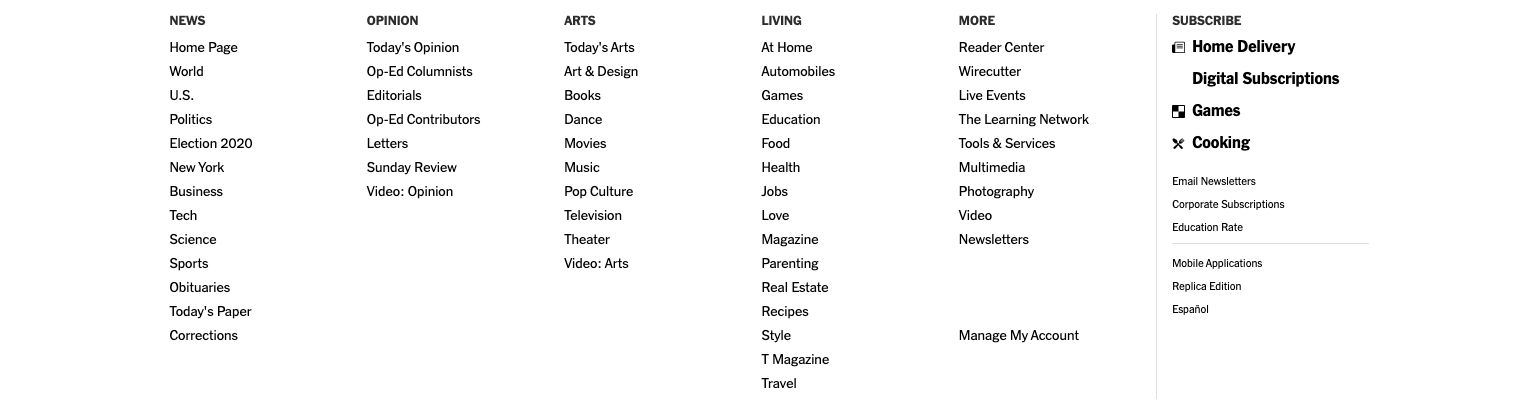 NEWS
Home Page
World
U.S.
Politics
Election 2020
New York
Business
Tech
Science
Sports
Obituaries
Today's Paper
Corrections
OPINION
Today's Opinion
Op-Ed Columnists
Editorials
Op-Ed Contributors
Letters
Sunday Review
Video: Opinion
ARTS
Today's Arts
Art & Design
Books
Dance
Movies
Music
Pop Culture
Television
Theater
Video: Arts
LIVING
At Home
Automobiles
Games
Education
Food
Health
Jobs
Love
Magazine
Parenting
Real Estate
Recipes
Style
T Magazine
Travel
MORE
Reader Center
Wirecutter
Live Events
The Learning Network
Tools & Services
Multimedia
Photography
Video
Newsletters
Manage My Account
SUBSCRIBE
Home Delivery
Digital Subscriptions
Games
Cooking
Email Newsletters
Corporate Subscriptions
Education Rate
Mobile Applications
Replica Edition
Español